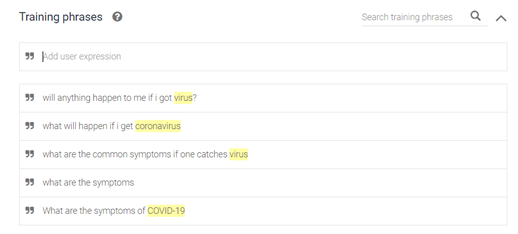 Training phrases ?
Search training phrases
Add user expression
will anything happen to me if i got virus?
what will happen if i get coronavirus
what are the common symptoms if one catches virus
what are the symptoms
What are the symptoms of COVID-19